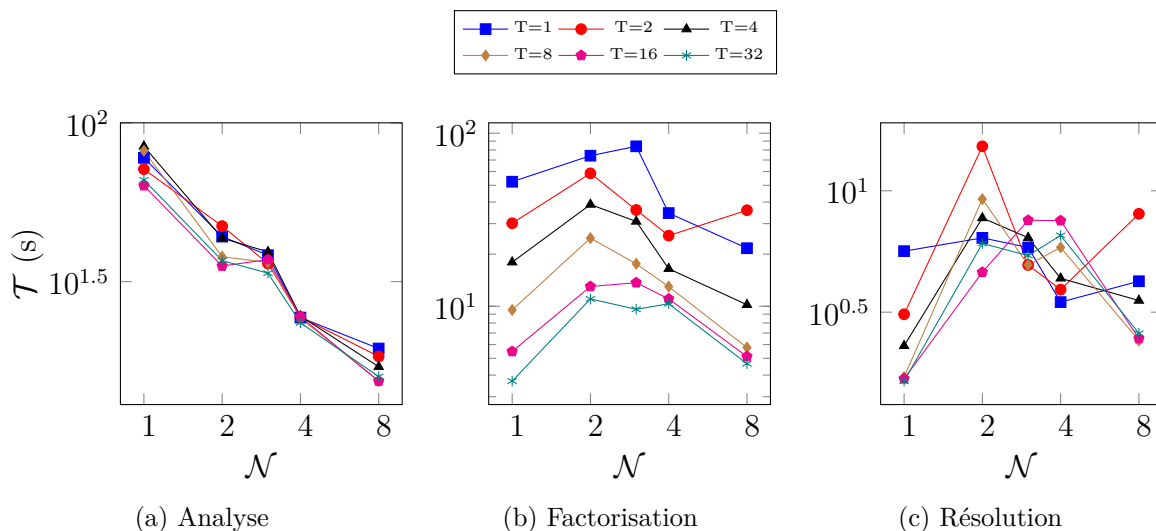 T=1 T=2 T=4
T=8 T=16 T=32
10^2
10^1.5
𝒯 (s)
1 2 4 8
𝒩
(a) Analyse
10^2
10^1
1 2 4 8
𝒩
(b) Factorisation
10^1
10^0.5
1 2 4 8
𝒩
(c) Résolution